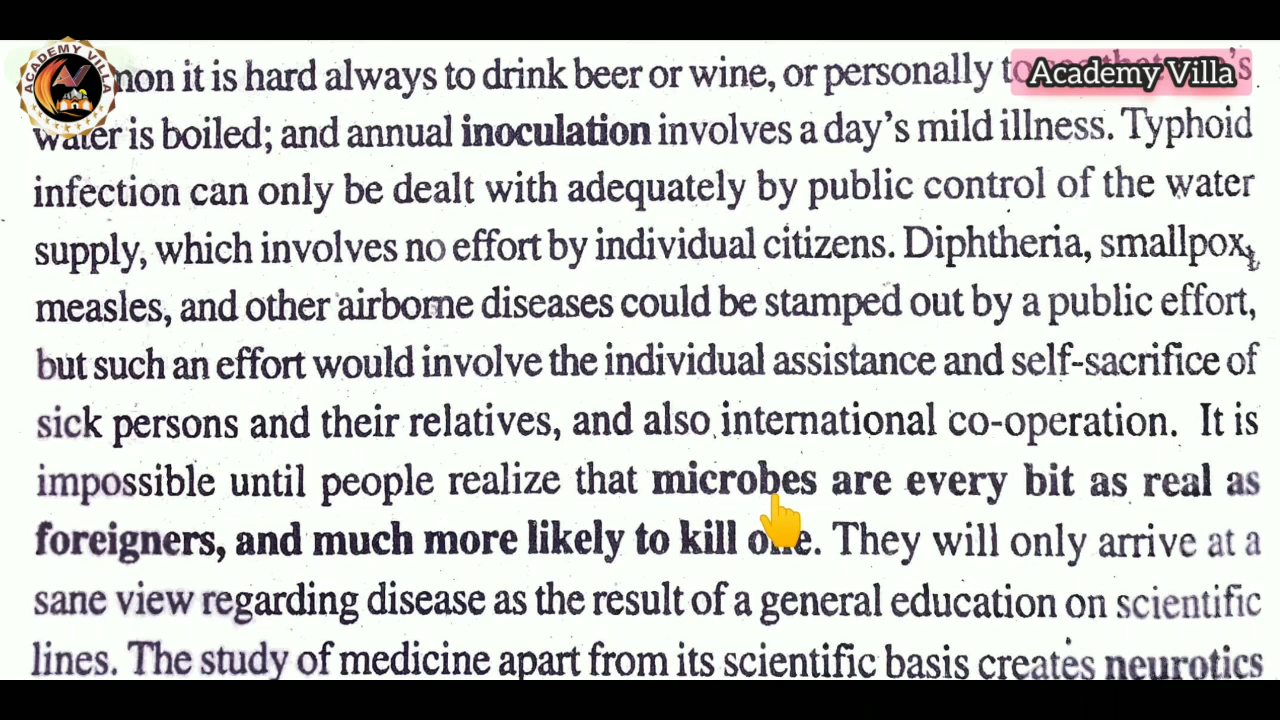 ACADEMY VILLA
Academy Villa
it is hard always to drink beer or wine, or personally
water is boiled; and annual inoculation involves a day's mild illness. Typhoid
infection can only be dealt with adequately by public control of the water
supply, which involves no effort by individual citizens. Diphtheria, smallpox,
measles, and other airborne diseases could be stamped out by a public effort,
but such an effort would involve the individual assistance and self-sacrifice of
sick persons and their relatives, and also international co-operation. It is
impossible until people realize that microbes are every bit as real as
foreigners, and much more likely to kill one. They will only arrive at a
sane view regarding disease as the result of a general education on scientific
lines. The study of medicine apart from its scientific basis creates neurotics